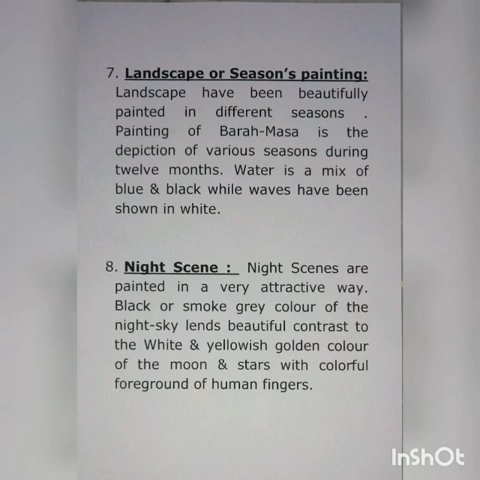 7. Landscape or Season's painting:
Landscape have been beautifully
painted in different seasons .
Painting of Barah-Masa is the
depiction of various seasons during
twelve months. Water is a mix of
blue & black while waves have been
shown in white.
8. Night Scene : Night Scenes are
painted in a very attractive way.
Black or smoke grey colour of the
night-sky lends beautiful contrast to
the White & yellowish golden colour
of the moon & stars with colorful
foreground of human fingers.
InShOt